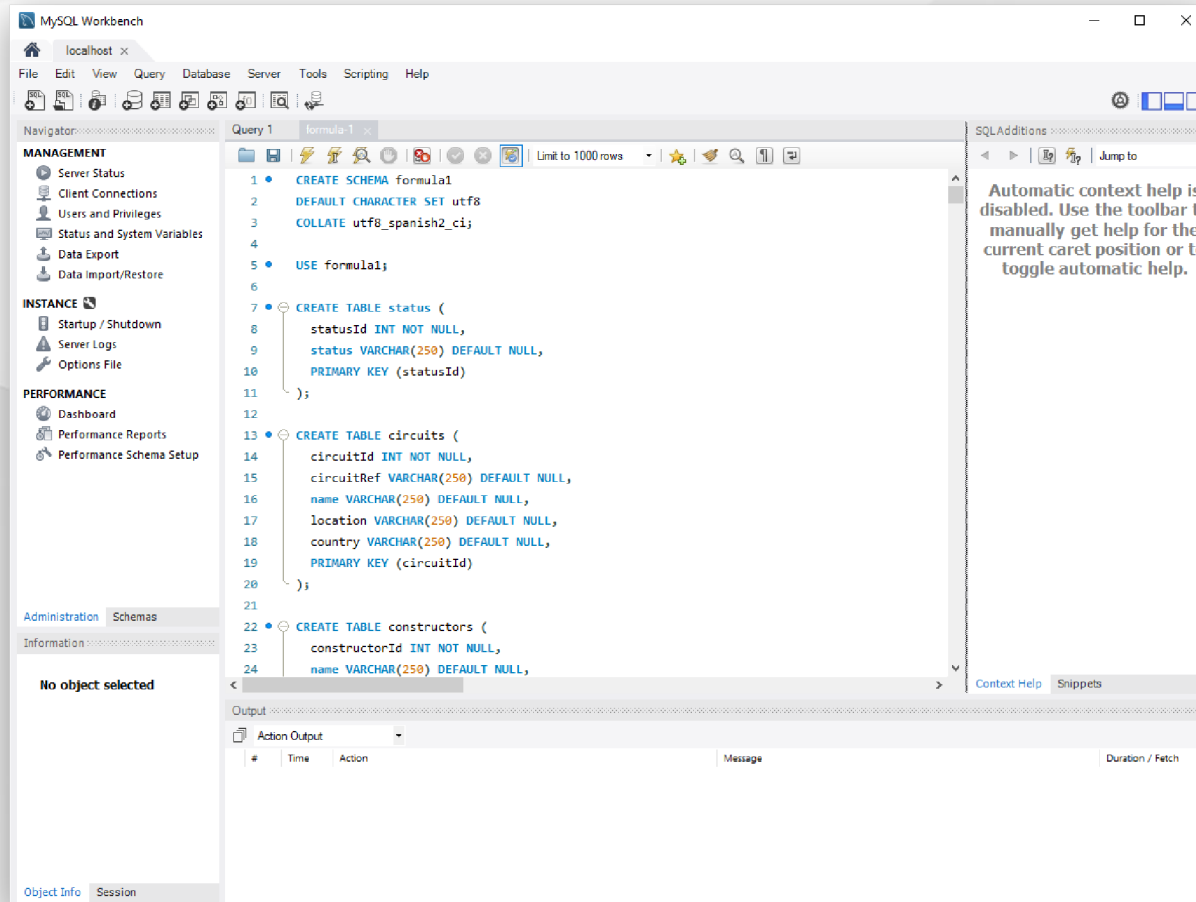 MySQL Workbench
localhost
File Edit View Query Database Server Tools Scripting Help
Navigator
MANAGEMENT
Server Status
Client Connections
Users and Privileges
Status and System Variables
Data Export
Data Import/Restore
INSTANCE
Startup / Shutdown
Server Logs
Options File
PERFORMANCE
Dashboard
Performance Reports
Performance Schema Setup
Administration Schemas
Information
No object selected
Object Info Session
Query 1 formula-1
Limit to 1000 rows
1 CREATE SCHEMA formula1
2 DEFAULT CHARACTER SET utf8
3 COLLATE utf8_spanish2_ci;
4
5 USE formula1;
6
7 CREATE TABLE status (
8 statusId INT NOT NULL,
9 status VARCHAR(250) DEFAULT NULL,
10 PRIMARY KEY (statusId)
11 );
12
13 CREATE TABLE circuits (
14 circuitId INT NOT NULL,
15 circuitRef VARCHAR(250) DEFAULT NULL,
16 name VARCHAR(250) DEFAULT NULL,
17 location VARCHAR(250) DEFAULT NULL,
18 country VARCHAR(250) DEFAULT NULL,
19 PRIMARY KEY (circuitId)
20 );
21
22 CREATE TABLE constructors (
23 constructorId INT NOT NULL,
24 name VARCHAR(250) DEFAULT NULL,
SQLAdditions
Jump to
Automatic context help is
disabled. Use the toolbar t
manually get help for the
current caret position or t
toggle automatic help.
Context Help Snippets
Output
Action Output
# Time Action Message Duration / Fetch